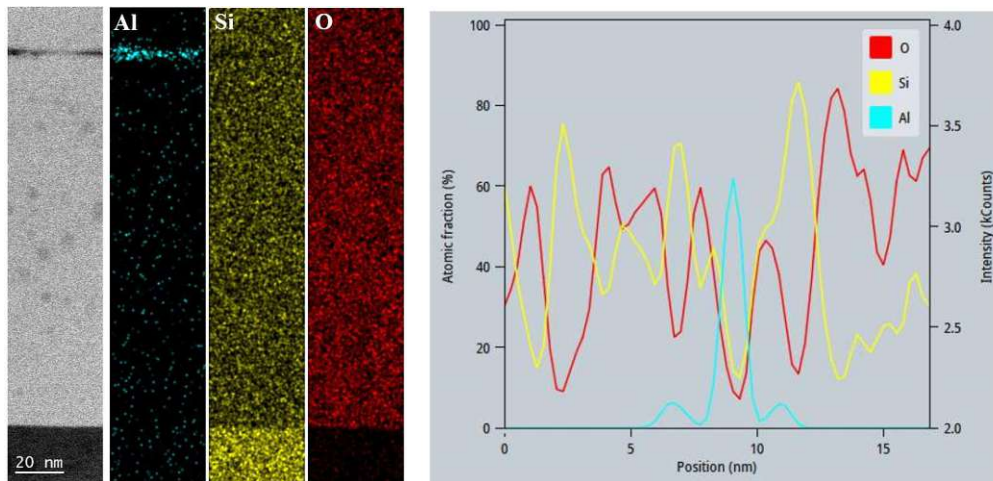 Al
Si
O
20 nm
100
80
60
40
20
0
Atomic fraction (%)
0
5
10
15
Position (nm)
4.0
3.5
3.0
2.5
2.0
Intensity (kCounts)
O
Si
Al